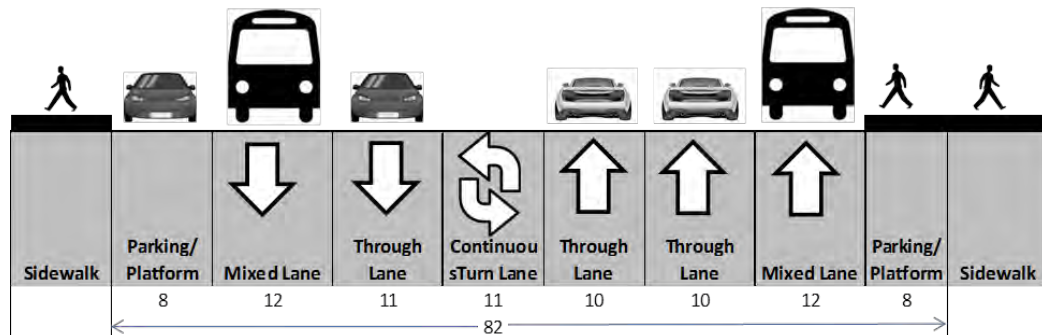 Sidewalk
Parking/
Platform
Mixed Lane
Through
Lane
Continuou
sTurn Lane
Through
Lane
Through
Lane
Mixed Lane
Parking/
Platform
Sidewalk
8 12 11 11 10 10 12 8
82